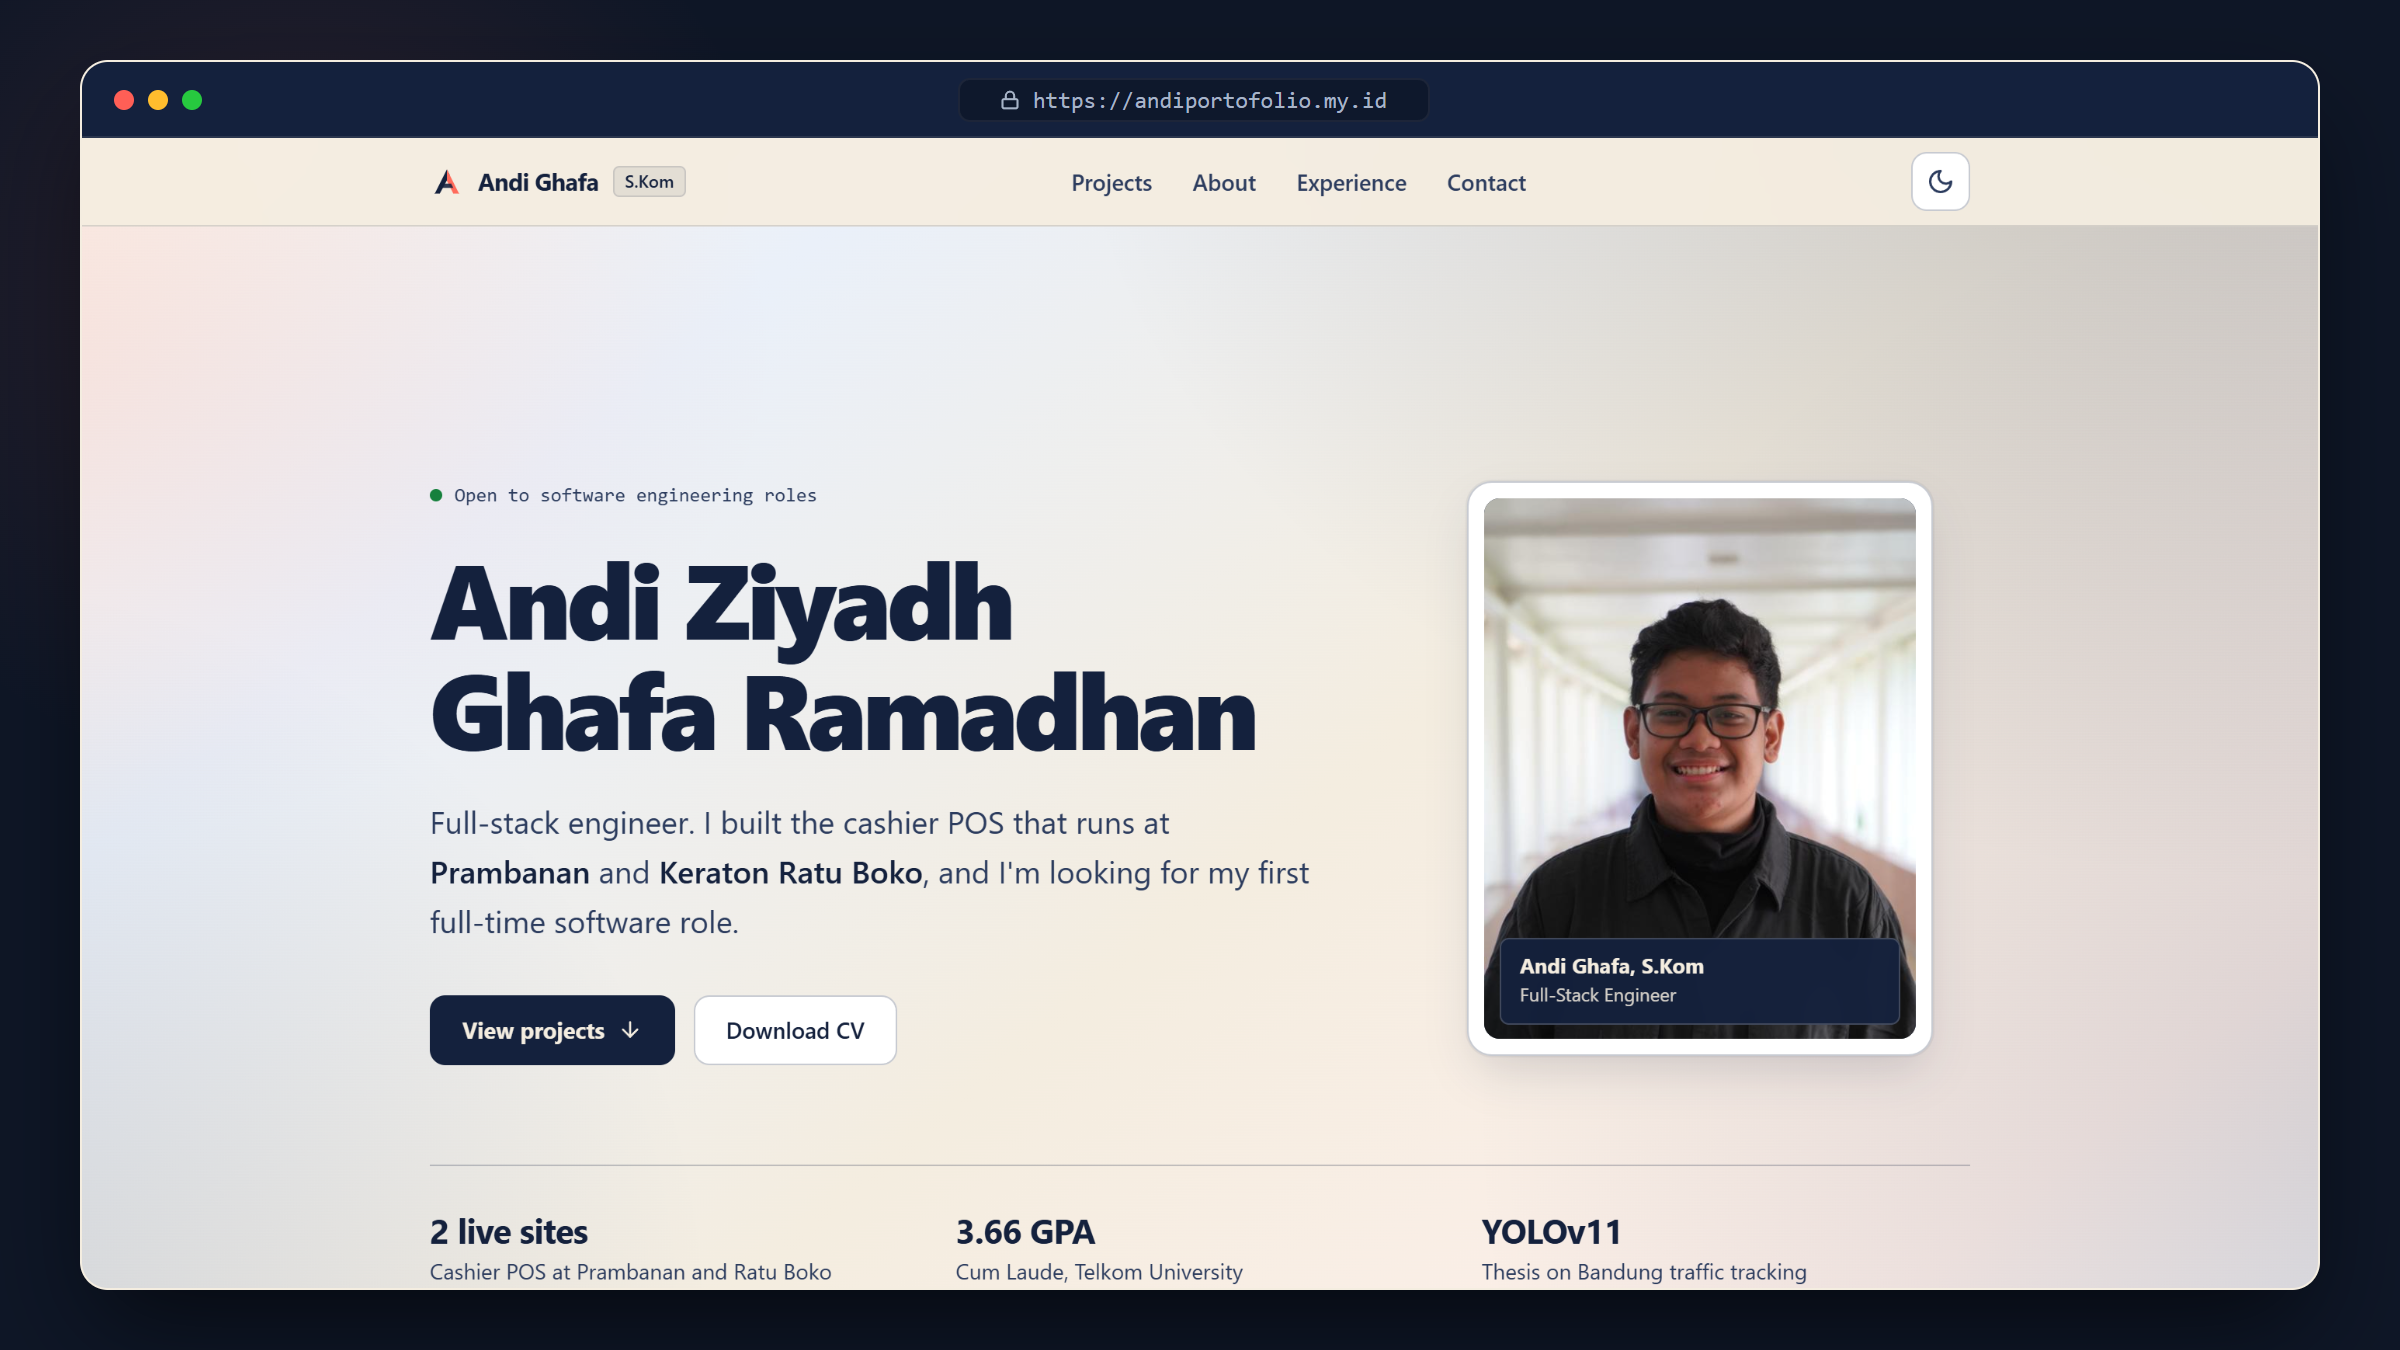 https://andiportofolio.my.id
Andi Ghafa S.Kom
Projects About Experience Contact
Open to software engineering roles
Andi Ziyadh
Ghafa Ramadhan
Full-stack engineer. I built the cashier POS that runs at
Prambanan and Keraton Ratu Boko, and I'm looking for my first
full-time software role.
View projects
Download CV
Andi Ghafa, S.Kom
Full-Stack Engineer
2 live sites
Cashier POS at Prambanan and Ratu Boko
3.66 GPA
Cum Laude, Telkom University
YOLOv11
Thesis on Bandung traffic tracking